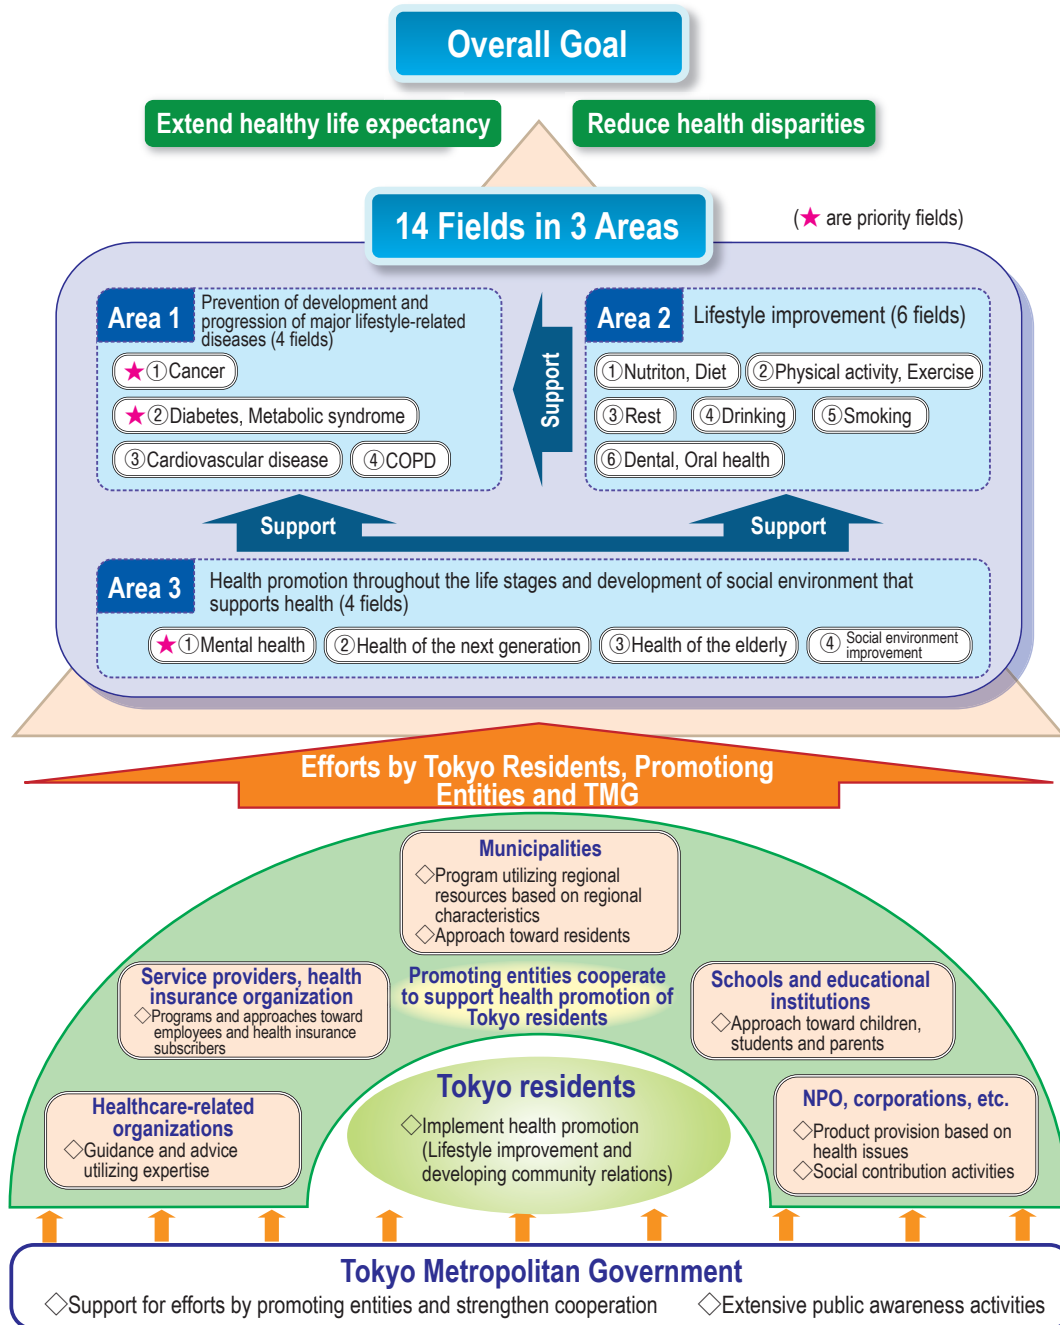 Overall Goal
Extend healthy life expectancy
Reduce health disparities
14 Fields in 3 Areas
(★ are priority fields)
Area 1
Prevention of development and
progression of major lifestyle-related
diseases (4 fields)
★①Cancer
★②Diabetes, Metabolic syndrome
③Cardiovascular disease
④COPD
Support
Area 2
Lifestyle improvement (6 fields)
①Nutriton, Diet
②Physical activity, Exercise
③Rest
④Drinking
⑤Smoking
⑥Dental, Oral health
Support
Support
Area 3
Health promotion throughout the life stages and development of social environment that
supports health (4 fields)
★①Mental health
②Health of the next generation
③Health of the elderly
④Social environment
improvement
Efforts by Tokyo Residents, Promotiong
Entities and TMG
Municipalities
◇Program utilizing regional
resources based on regional
characteristics
◇Approach toward residents
Service providers, health
insurance organization
◇Programs and approaches toward
employees and health insurance
subscribers
Promoting entities cooperate
to support health promotion of
Tokyo residents
Schools and educational
institutions
◇Approach toward children,
students and parents
Healthcare-related
organizations
◇Guidance and advice
utilizing expertise
Tokyo residents
◇Implement health promotion
(Lifestyle improvement and
developing community relations)
NPO, corporations, etc.
◇Product provision based on
health issues
◇Social contribution activities
Tokyo Metropolitan Government
◇Support for efforts by promoting entities and strengthen cooperation
◇Extensive public awareness activities